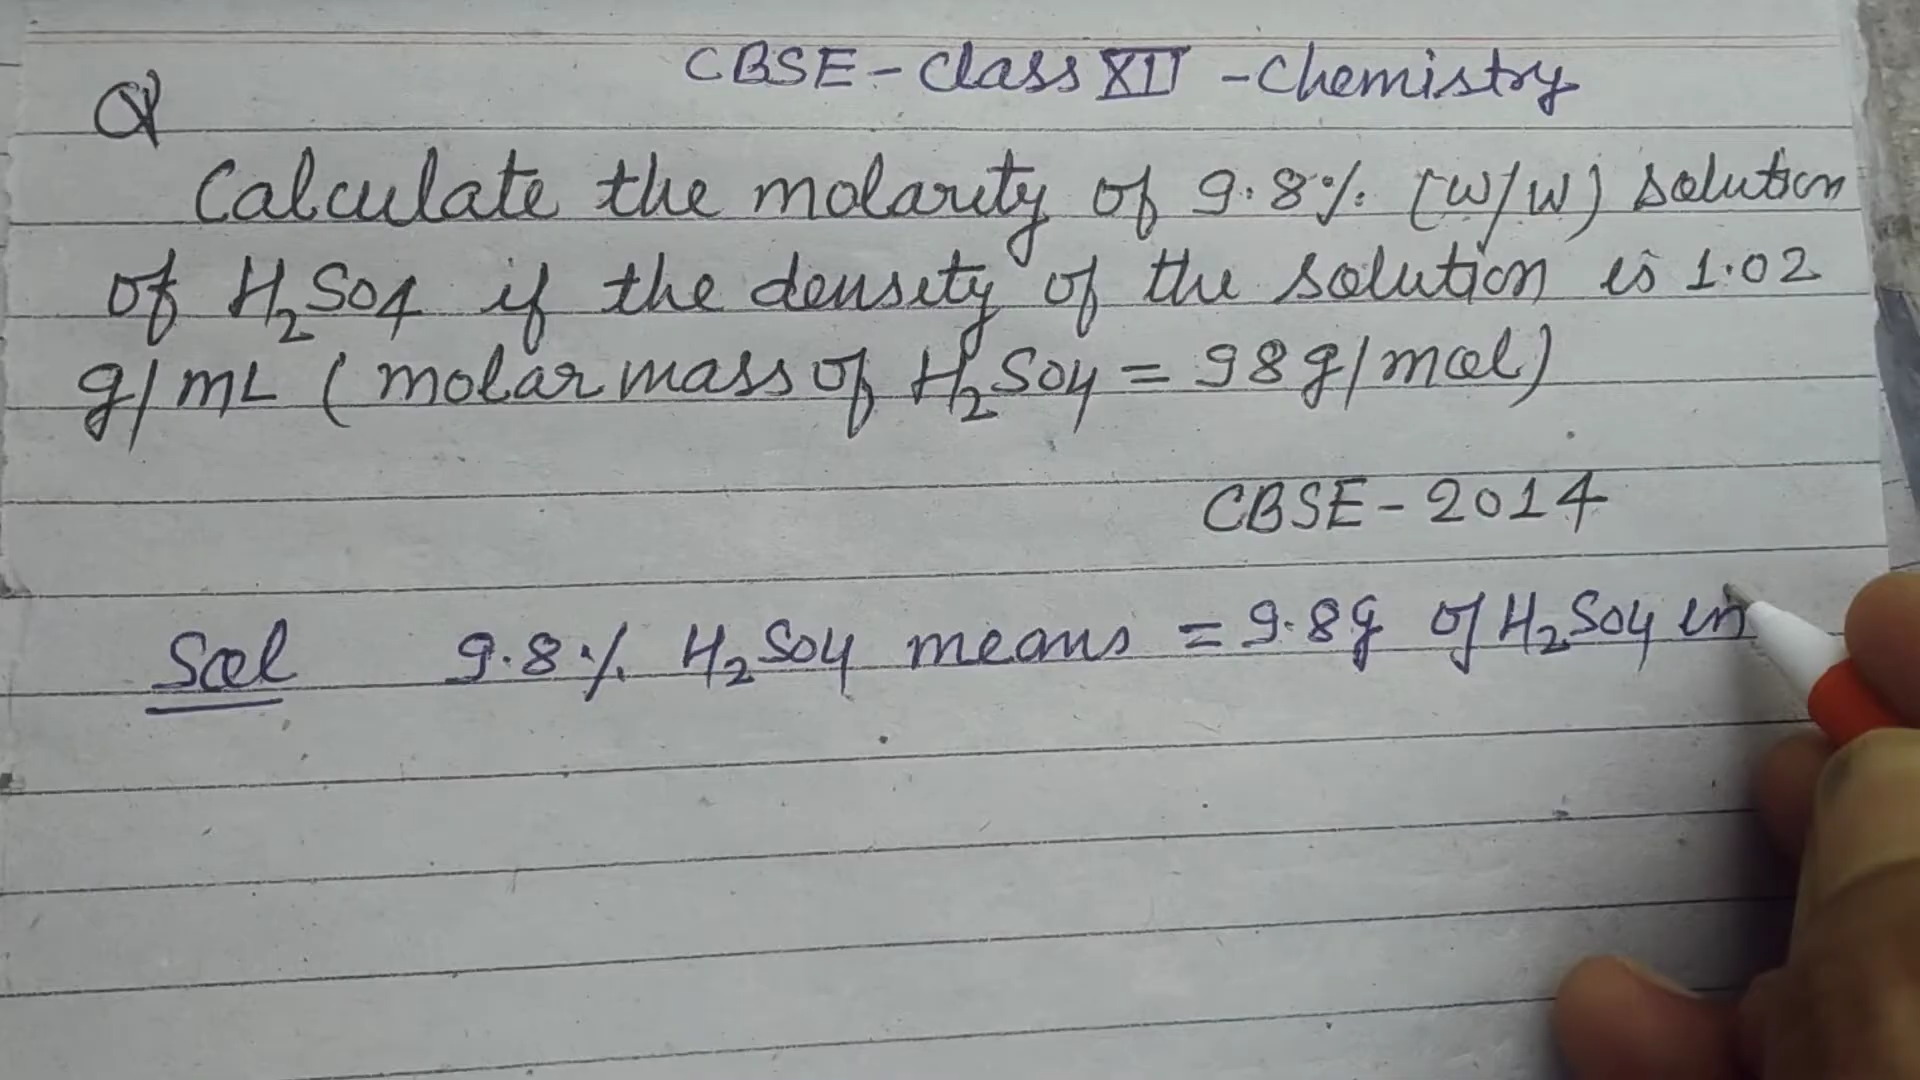 CBSE - Class XII - Chemistry
Q
Calculate the molarity of 9.8% (W/W) solution
of H2SO4 if the density of the solution is 1.02
g/mL (molar mass of H2SO4 = 98g/mol)
CBSE - 2014
Sol 9.8% H2SO4 means = 9.8g of H2SO4 in